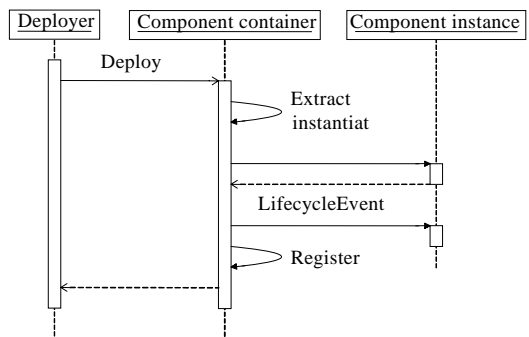 Deployer
Component container
Component instance
Deploy
Extract
instantiat
LifecycleEvent
Register